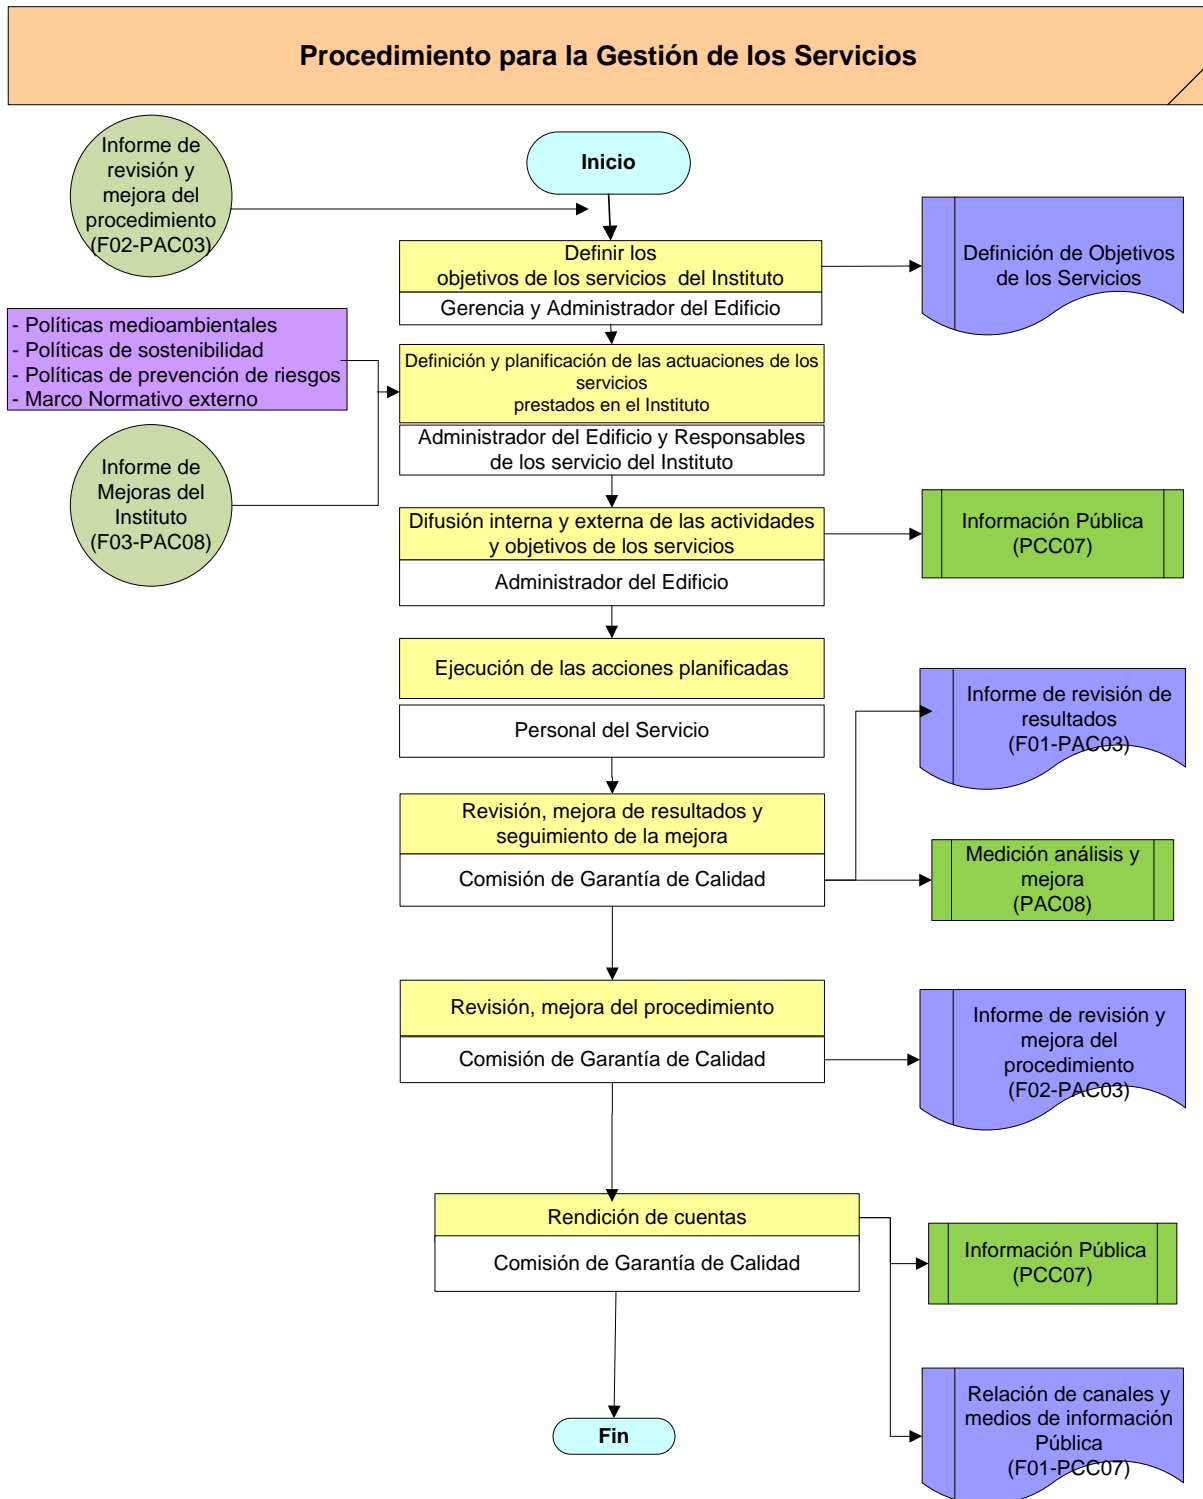 Procedimiento para la Gestión de los Servicios
Informe de
revisión y
mejora del
procedimiento
(F02-PAC03)
Inicio
Definir los
objetivos de los servicios  del Instituto
Gerencia y Administrador del Edificio
Definición de Objetivos
de los Servicios
- Políticas medioambientales
- Políticas de sostenibilidad
- Políticas de prevención de riesgos
- Marco Normativo externo
Definición y planificación de las actuaciones de los
servicios
prestados en el Instituto
Administrador del Edificio y Responsables
de los servicio del Instituto
Informe de
Mejoras del
Instituto
(F03-PAC08)
Difusión interna y externa de las actividades
y objetivos de los servicios
Administrador del Edificio
Información Pública
(PCC07)
Ejecución de las acciones planificadas
Personal del Servicio
Informe de revisión de
resultados
(F01-PAC03)
Revisión, mejora de resultados y
seguimiento de la mejora
Comisión de Garantía de Calidad
Medición análisis y
mejora
(PAC08)
Revisión, mejora del procedimiento
Comisión de Garantía de Calidad
Informe de revisión y
mejora del
procedimiento
(F02-PAC03)
Rendición de cuentas
Comisión de Garantía de Calidad
Información Pública
(PCC07)
Relación de canales y
medios de información
Pública
(F01-PCC07)
Fin